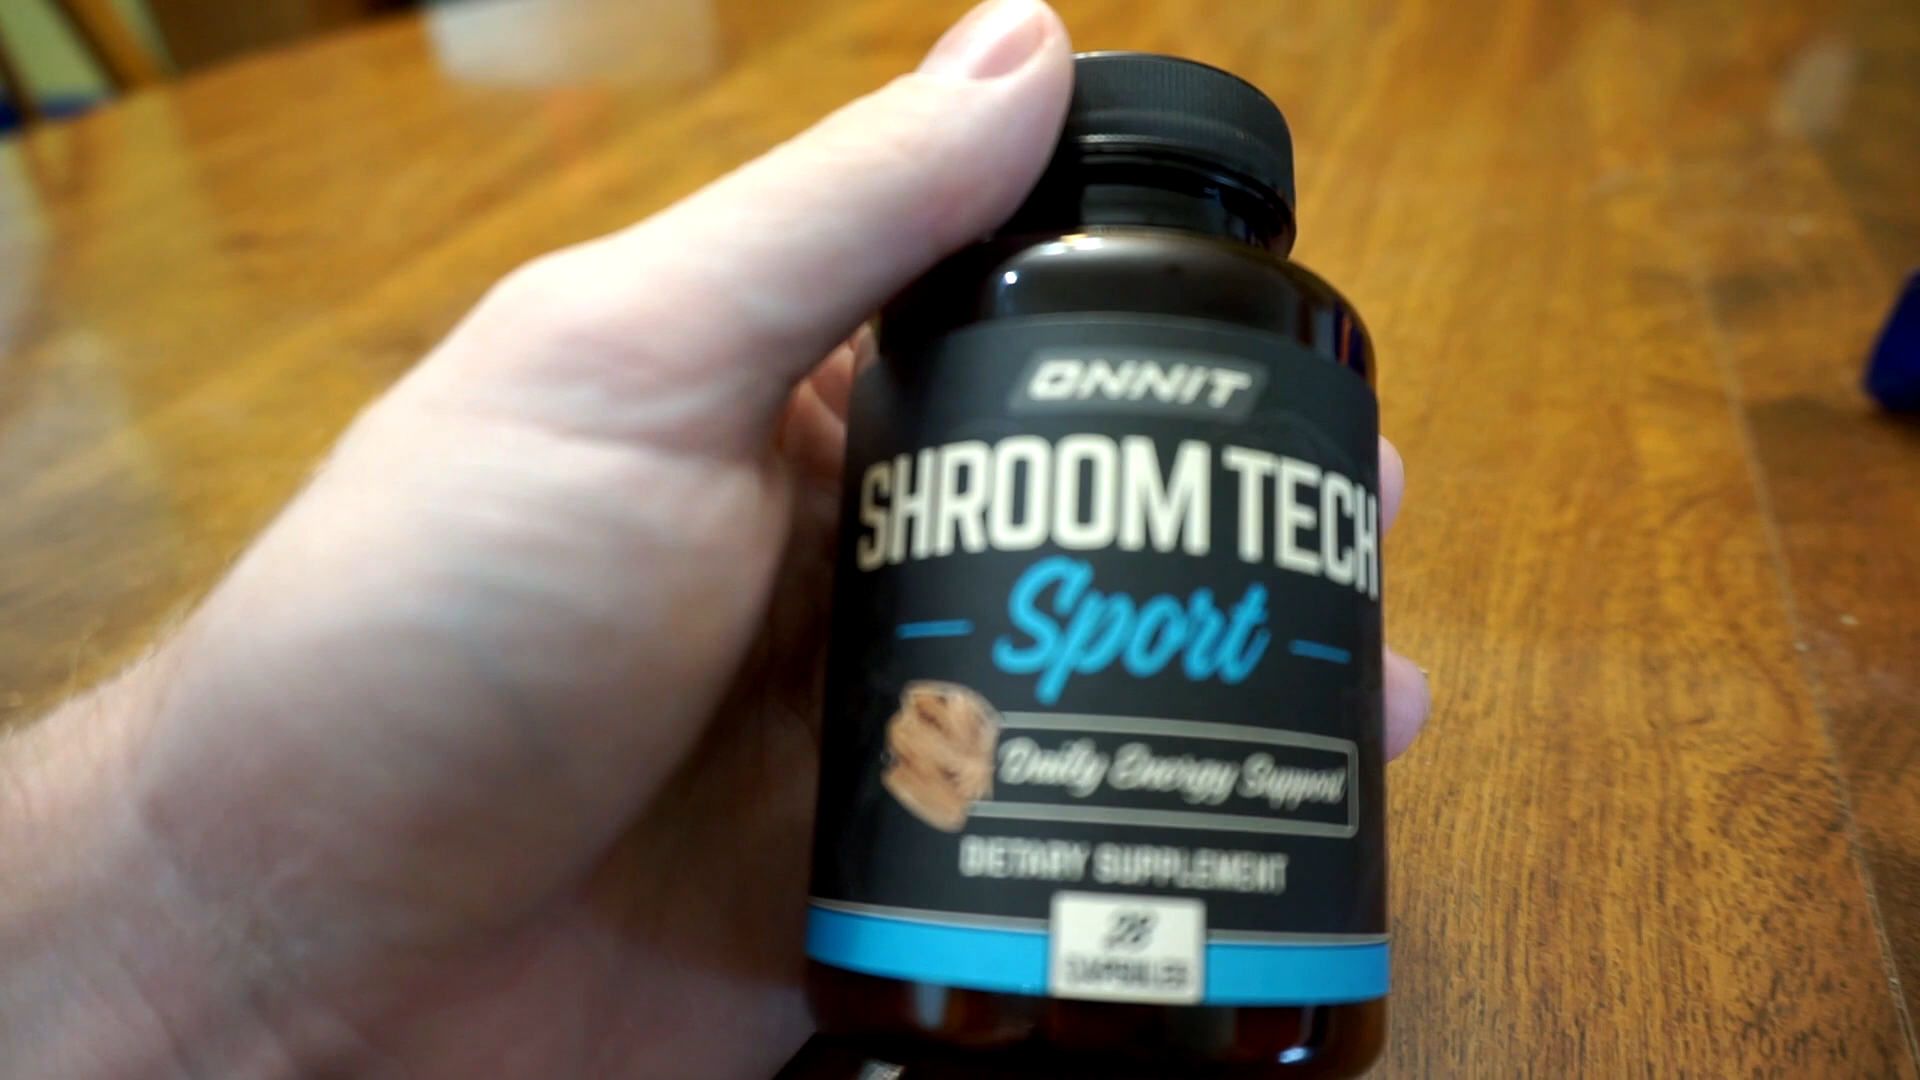 ONNIT
SHROOM TECH
Sport
Daily Energy Support
DIETARY SUPPLEMENT
28
CAPSULES